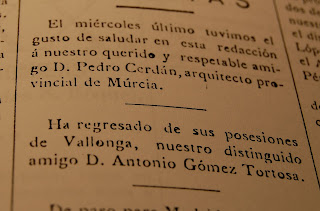 El miércoles último tuvimos el
gusto de saludar en esta redacción
á nuestro querido y respetable ami-
go D. Pedro Cerdán, arquitecto pro-
vincial de Múrcia.
Ha regresado de sus posesiones
de Vallonga, nuestro distinguido
amigo D. Antonio Gómez Tortosa.